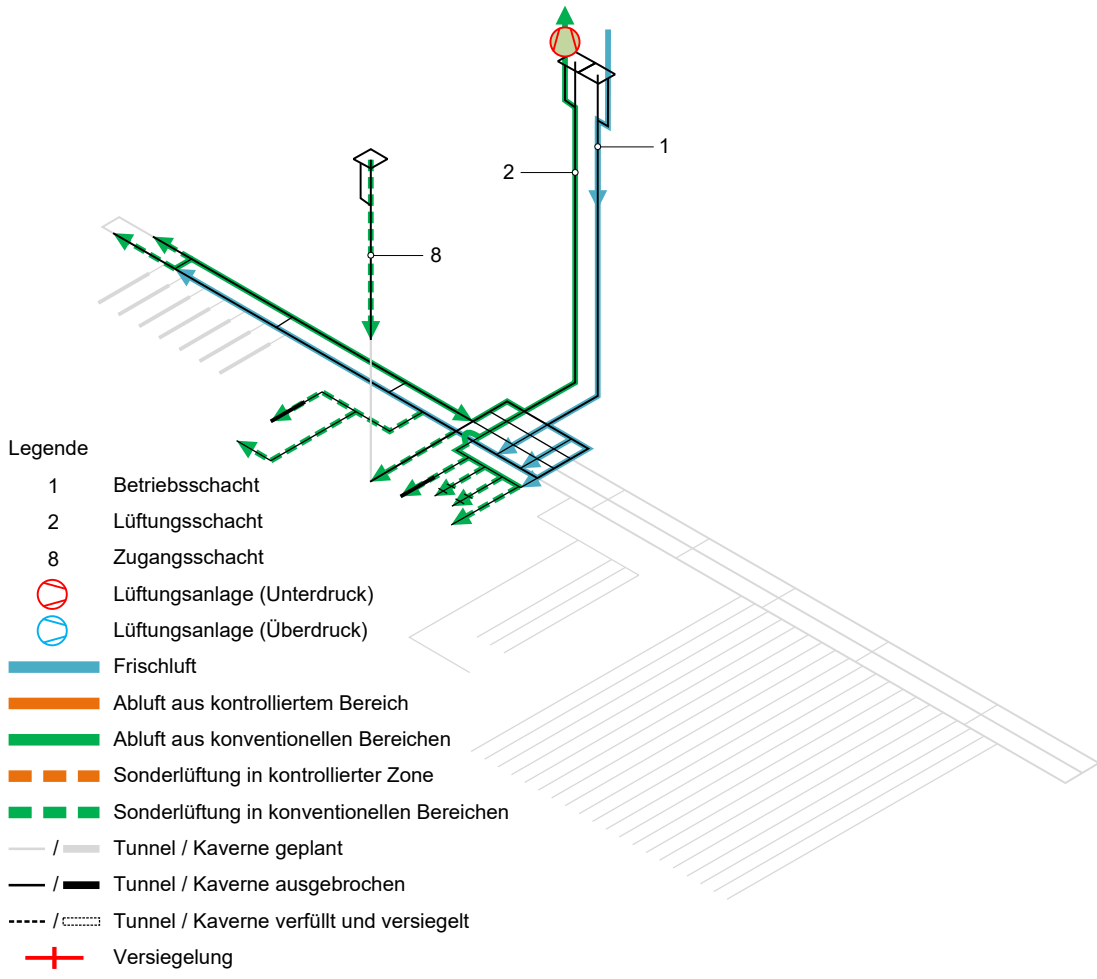 1
2
8
Legende
1 Betriebsschacht
2 Lüftungsschacht
8 Zugangsschacht
Lüftungsanlage (Unterdruck)
Lüftungsanlage (Überdruck)
Frischluft
Abluft aus kontrolliertem Bereich
Abluft aus konventionellen Bereichen
Sonderlüftung in kontrollierter Zone
Sonderlüftung in konventionellen Bereichen
/ Tunnel / Kaverne geplant
/ Tunnel / Kaverne ausgebrochen
/ Tunnel / Kaverne verfüllt und versiegelt
Versiegelung